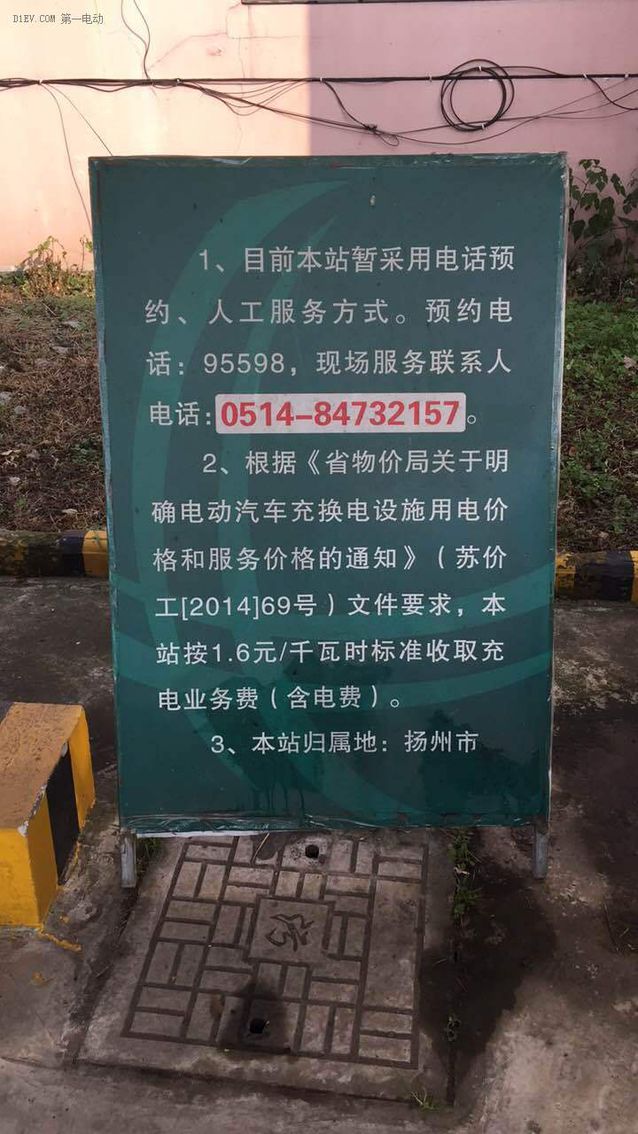 D1EV.COM 第一电动
1、目前本站暂采用电话预
约、人工服务方式。预约电
话：95598，现场服务联系人
电话：0514-84732157。
2、根据《省物价局关于明
确电动汽车充换电设施用电价
格和服务价格的通知》（苏价
工[2014]69号）文件要求，本
站按1.6元/千瓦时标准收取充
电业务费（含电费）。
3、本站归属地：扬州市